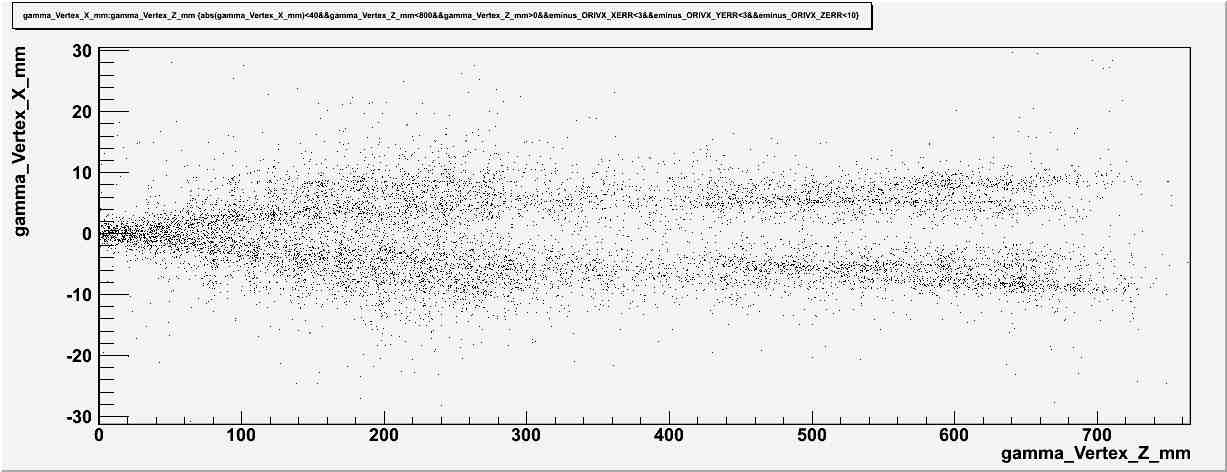 gamma_Vertex_X_mm:gamma_Vertex_Z_mm {abs(gamma_Vertex_X_mm)<40&&gamma_Vertex_Z_mm<800&&gamma_Vertex_Z_mm>0&&eminus_ORIVX_XERR<3&&eminus_ORIVX_YERR<3&&eminus_ORIVX_ZERR<10}
gamma_Vertex_X_mm
30
20
10
0
-10
-20
-30
0 100 200 300 400 500 600 700
gamma_Vertex_Z_mm